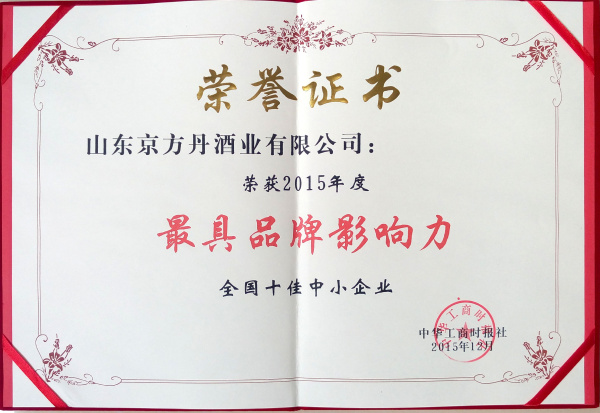 荣誉证书
山东京方丹酒业有限公司：
荣获2015年度
最具品牌影响力
全国十佳中小企业
中华工商时报社
2015年12月